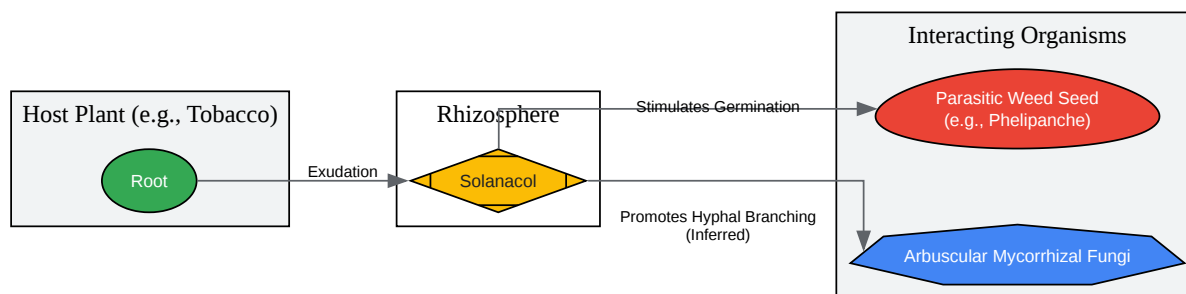 Interacting Organisms
Host Plant (e.g., Tobacco)
Rhizosphere
Stimulates Germination
Parasitic Weed Seed
(e.g., Phelipanche)
Root
Exudation
Solanacol
Promotes Hyphal Branching
(Inferred)
Arbuscular Mycorrhizal Fungi